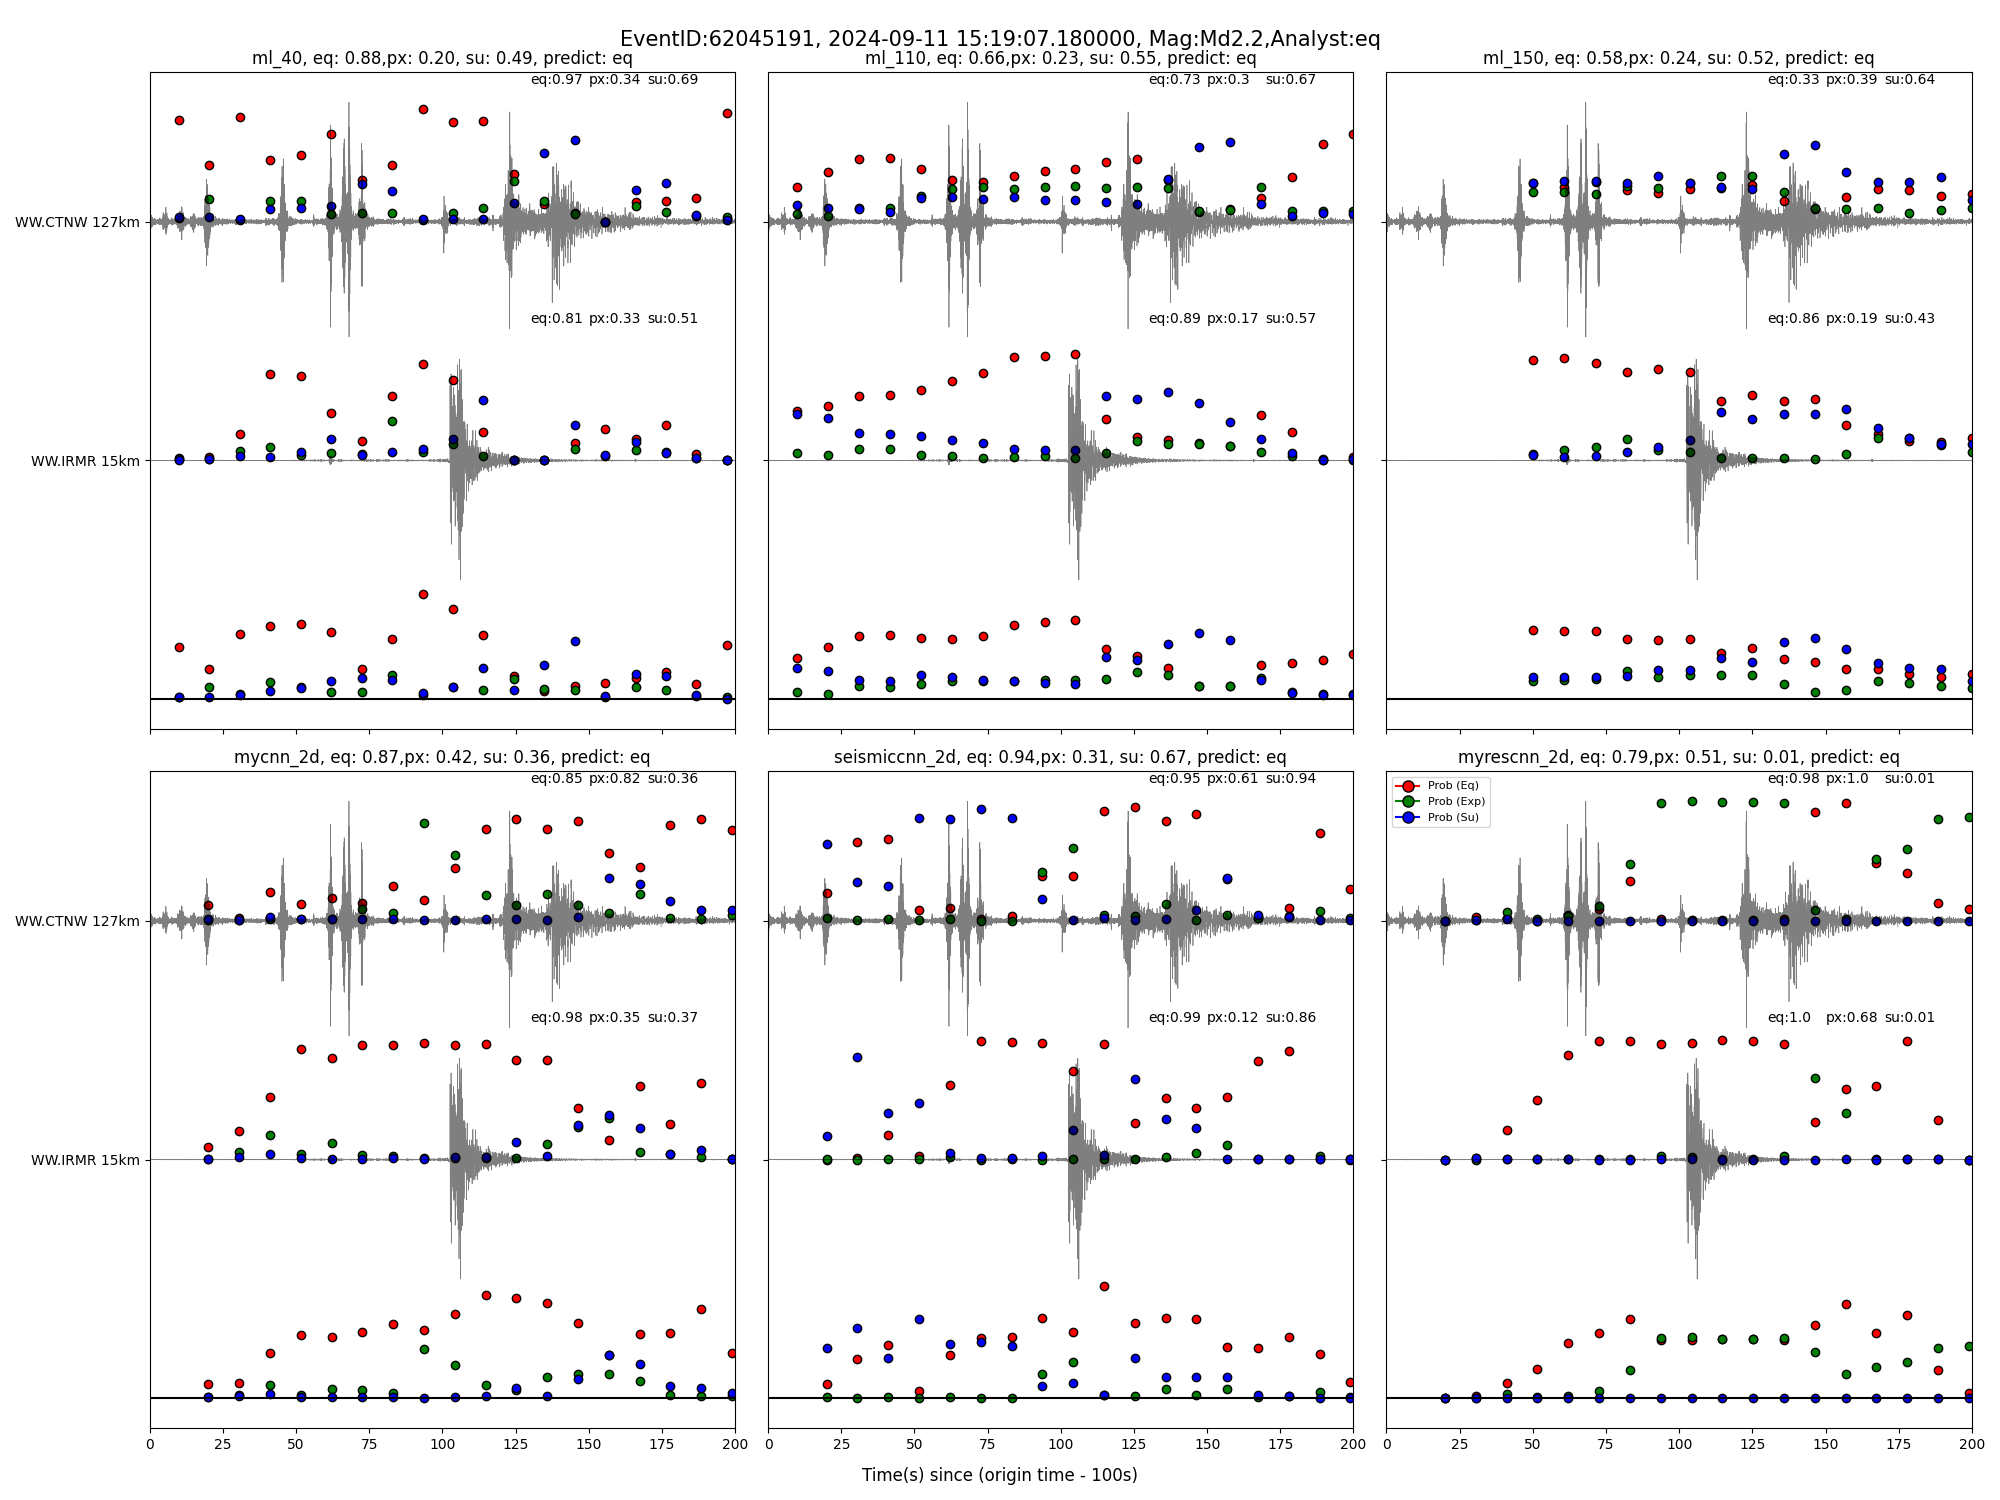 EventID:62045191, 2024-09-11 15:19:07.180000, Mag:Md2.2,Analyst:eq
ml_40, eq: 0.88,px: 0.20, su: 0.49, predict: eq
ml_110, eq: 0.66,px: 0.23, su: 0.55, predict: eq
ml_150, eq: 0.58,px: 0.24, su: 0.52, predict: eq
eq:0.97 px:0.34 su:0.69
eq:0.73 px:0.3 su:0.67
eq:0.33 px:0.39 su:0.64
WW.CTNW 127km
eq:0.81 px:0.33 su:0.51
eq:0.89 px:0.17 su:0.57
eq:0.86 px:0.19 su:0.43
WW.IRMR 15km
mycnn_2d, eq: 0.87,px: 0.42, su: 0.36, predict: eq
seismiccnn_2d, eq: 0.94,px: 0.31, su: 0.67, predict: eq
myrescnn_2d, eq: 0.79,px: 0.51, su: 0.01, predict: eq
eq:0.85 px:0.82 su:0.36
eq:0.95 px:0.61 su:0.94
eq:0.98 px:1.0 su:0.01
Prob (Eq)
Prob (Exp)
Prob (Su)
WW.CTNW 127km
eq:0.98 px:0.35 su:0.37
eq:0.99 px:0.12 su:0.86
eq:1.0 px:0.68 su:0.01
WW.IRMR 15km
0 25 50 75 100 125 150 175 200
0 25 50 75 100 125 150 175 200
0 25 50 75 100 125 150 175 200
Time(s) since (origin time - 100s)